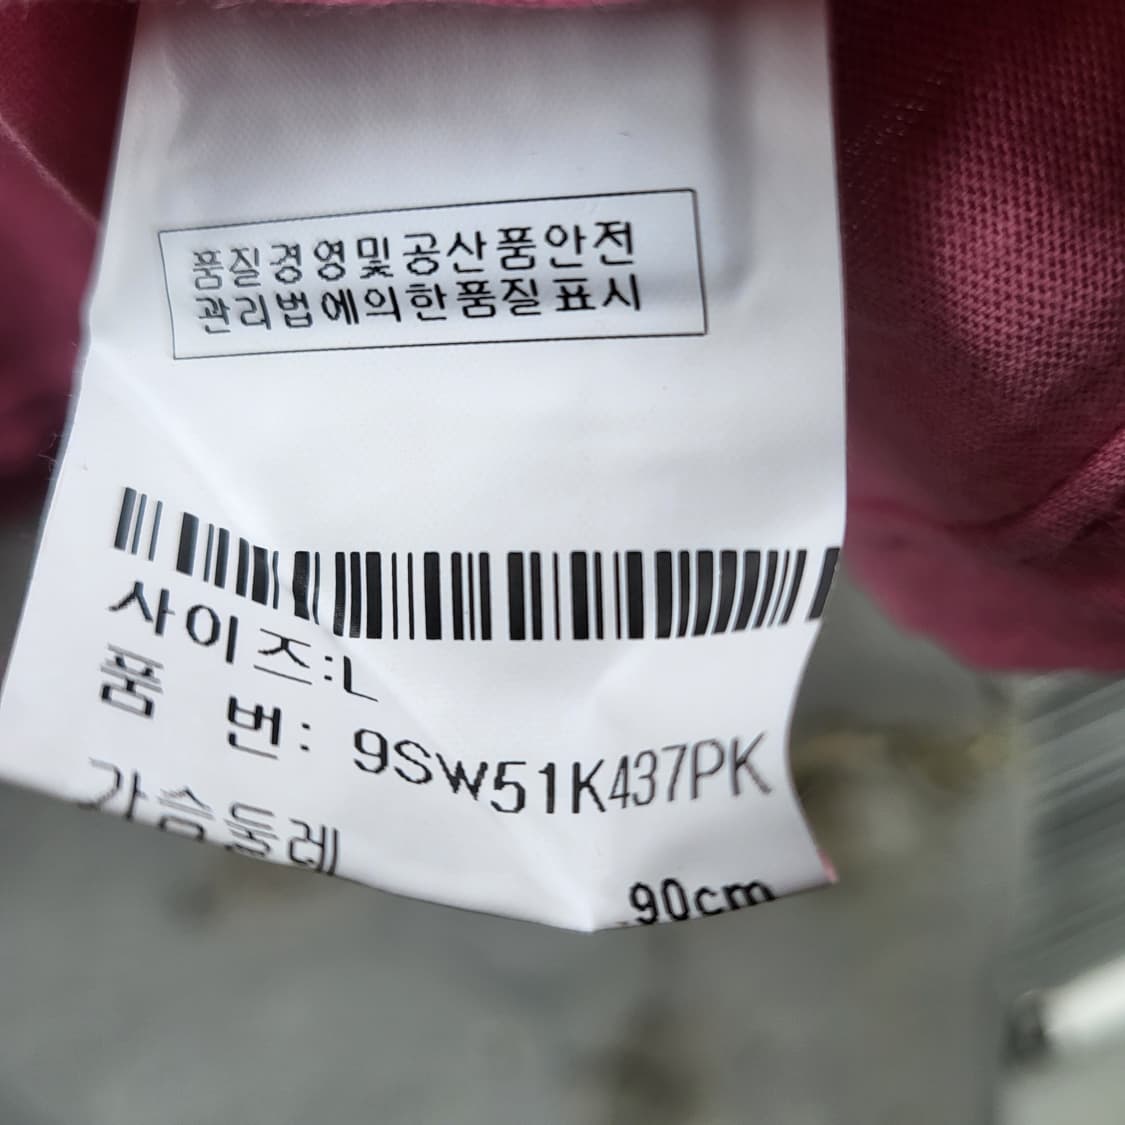 품질경영및공산품안전
관리법에의한품질표시
사이즈:L
품 번: 9SW51K437PK
가슴둘레
90cm